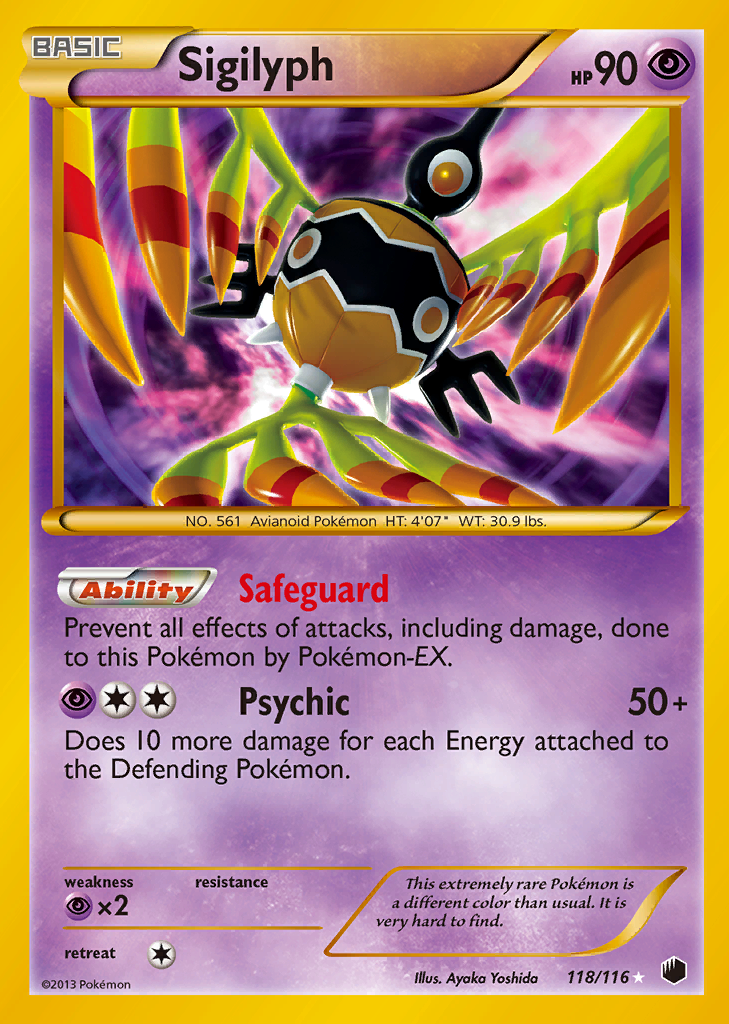 BASIC
Sigilyph
HP 90
NO. 561 Avianoid Pokémon HT: 4'07" WT: 30.9 lbs.
Ability Safeguard
Prevent all effects of attacks, including damage, done
to this Pokémon by Pokémon-EX.
Psychic 50+
Does 10 more damage for each Energy attached to
the Defending Pokémon.
weakness resistance
×2
This extremely rare Pokémon is
a different color than usual. It is
very hard to find.
retreat
©2013 Pokémon
Illus. Ayaka Yoshida 118/116